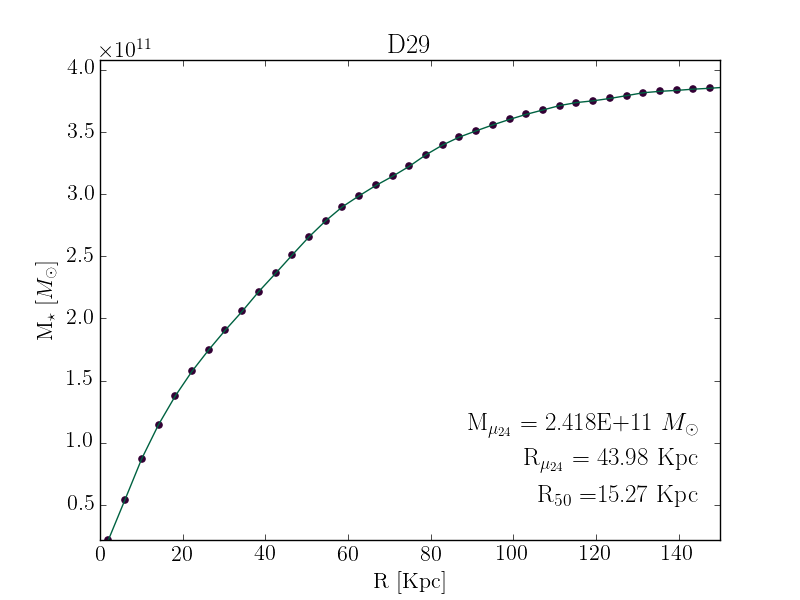 ×10¹¹
D29
4.0
3.5
3.0
2.5
2.0
1.5
1.0
0.5
M⋆ [M⊙]
M_μ24 = 2.418E+11 M⊙
R_μ24 = 43.98 Kpc
R50 =15.27 Kpc
0 20 40 60 80 100 120 140
R [Kpc]